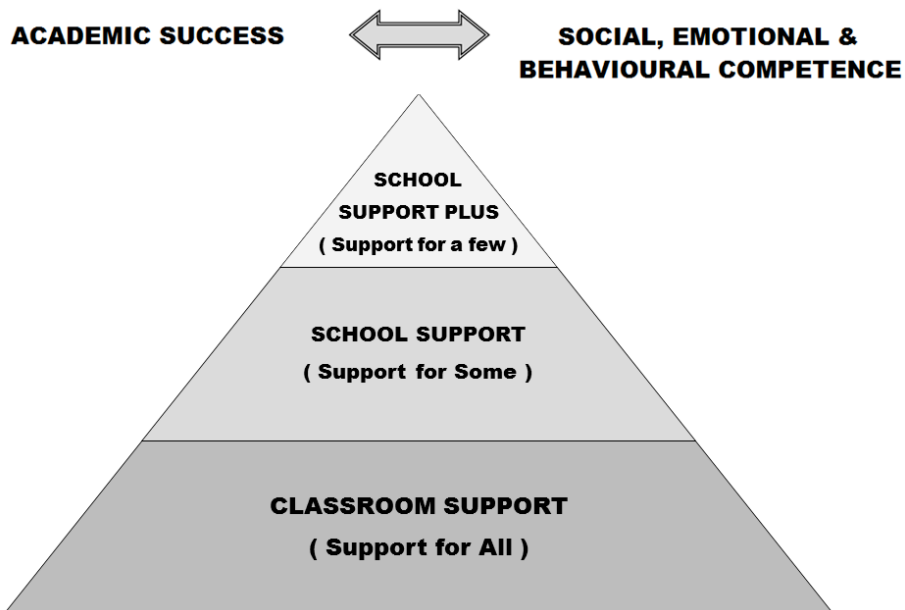 ACADEMIC SUCCESS
SOCIAL, EMOTIONAL &
BEHAVIOURAL COMPETENCE
SCHOOL
SUPPORT PLUS
( Support for a few )
SCHOOL SUPPORT
( Support for Some )
CLASSROOM SUPPORT
( Support for All )